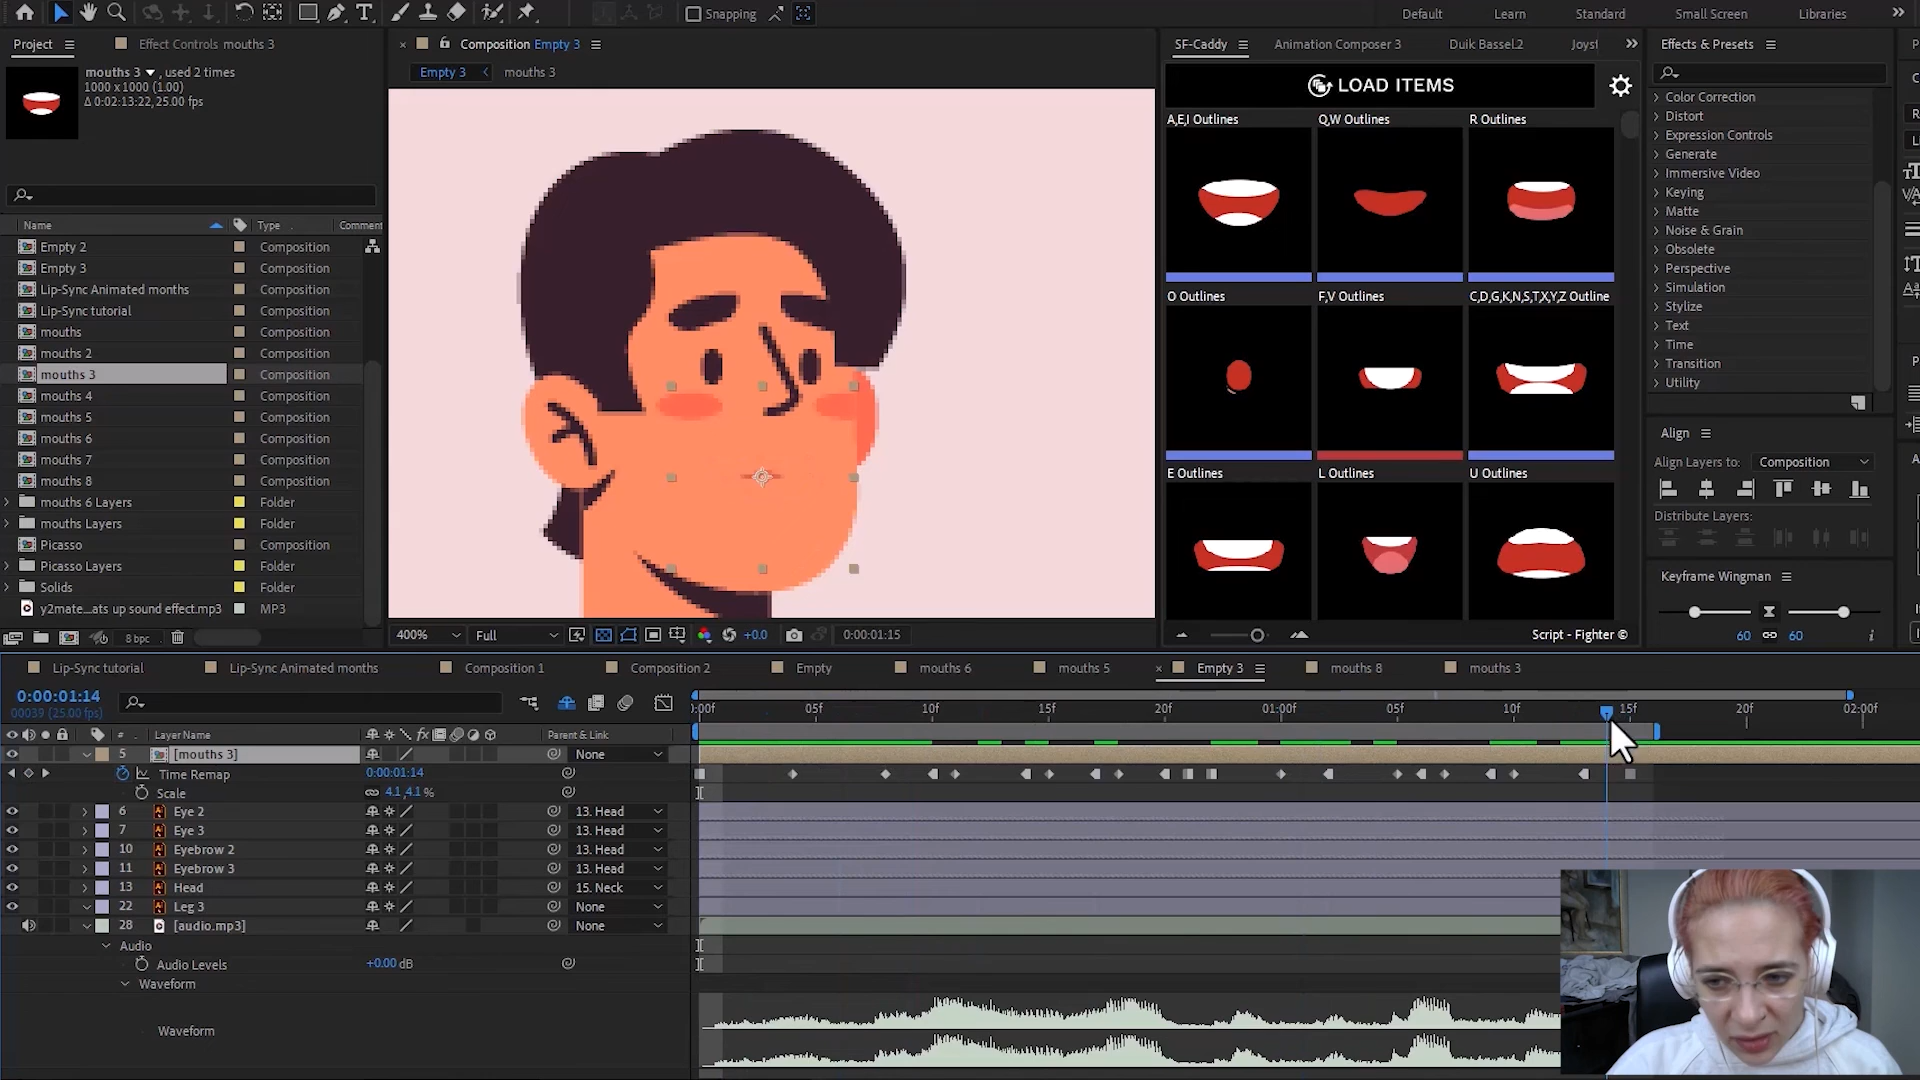 Snapping
Default
Learn
Standard
Small Screen
Libraries
Project
Effect Controls mouths 3
Composition Empty 3
SF-Caddy
Animation Composer 3
Duik Bassel.2
Joyst
Effects & Presets
mouths 3 , used 2 times
1000 x 1000 (1.00)
Δ 0:02:13:22, 25.00 fps
Empty 3
mouths 3
LOAD ITEMS
A,E,I Outlines
Q,W Outlines
R Outlines
O Outlines
F,V Outlines
C,D,G,K,N,S,T,X,Y,Z Outline
E Outlines
L Outlines
U Outlines
Script - Fighter ©
Color Correction
Distort
Expression Controls
Generate
Immersive Video
Keying
Matte
Noise & Grain
Obsolete
Perspective
Simulation
Stylize
Text
Time
Transition
Utility
Align
Align Layers to:
Composition
Distribute Layers:
Keyframe Wingman
60
60
Name
Type
Comment
Empty 2
Composition
Empty 3
Composition
Lip-Sync Animated months
Composition
Lip-Sync tutorial
Composition
mouths
Composition
mouths 2
Composition
mouths 3
Composition
mouths 4
Composition
mouths 5
Composition
mouths 6
Composition
mouths 7
Composition
mouths 8
Composition
mouths 6 Layers
Folder
mouths Layers
Folder
Picasso
Composition
Picasso Layers
Folder
Solids
Folder
y2mate_...ats up sound effect.mp3
MP3
8 bpc
400%
Full
+0.0
0:00:01:15
Lip-Sync tutorial
Lip-Sync Animated months
Composition 1
Composition 2
Empty
mouths 6
mouths 5
Empty 3
mouths 8
mouths 3
0:00:01:14
00039 (25.00 fps)
:00f
05f
10f
15f
20f
01:00f
05f
10f
15f
20f
02:00f
#
Layer Name
fx
Parent & Link
5
[mouths 3]
None
Time Remap
0:00:01:14
Scale
4.1,4.1 %
6
Eye 2
13. Head
7
Eye 3
13. Head
10
Eyebrow 2
13. Head
11
Eyebrow 3
13. Head
13
Head
15. Neck
22
Leg 3
None
28
[audio.mp3]
None
Audio
Audio Levels
+0.00 dB
Waveform
Waveform